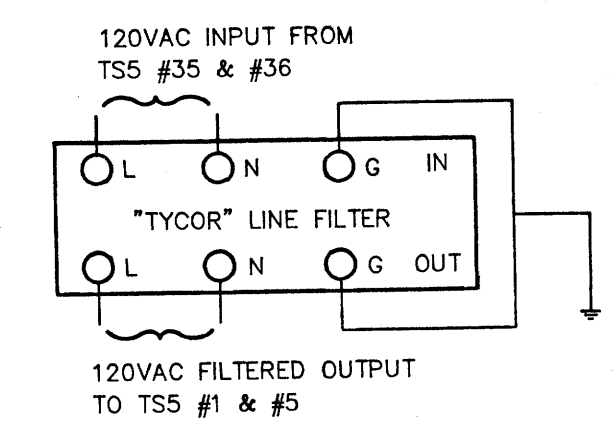 120VAC INPUT FROM
TS5 #35 & #36
L N G IN
"TYCOR" LINE FILTER
L N G OUT
120VAC FILTERED OUTPUT
TO TS5 #1 & #5